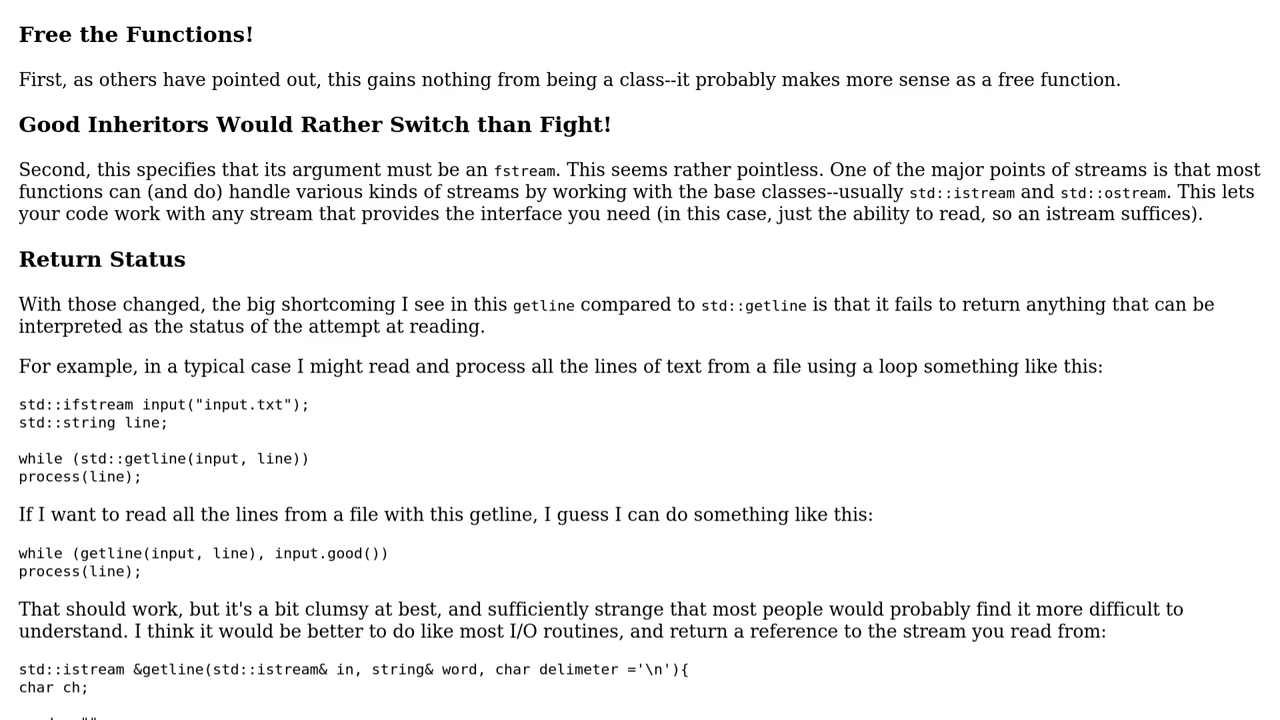 Free the Functions!
First, as others have pointed out, this gains nothing from being a class--it probably makes more sense as a free function.
Good Inheritors Would Rather Switch than Fight!
Second, this specifies that its argument must be an fstream. This seems rather pointless. One of the major points of streams is that most
functions can (and do) handle various kinds of streams by working with the base classes--usually std::istream and std::ostream. This lets
your code work with any stream that provides the interface you need (in this case, just the ability to read, so an istream suffices).
Return Status
With those changed, the big shortcoming I see in this getline compared to std::getline is that it fails to return anything that can be
interpreted as the status of the attempt at reading.
For example, in a typical case I might read and process all the lines of text from a file using a loop something like this:
std::ifstream input("input.txt");
std::string line;
while (std::getline(input, line))
process(line);
If I want to read all the lines from a file with this getline, I guess I can do something like this:
while (getline(input, line), input.good())
process(line);
That should work, but it's a bit clumsy at best, and sufficiently strange that most people would probably find it more difficult to
understand. I think it would be better to do like most I/O routines, and return a reference to the stream you read from:
std::istream &getline(std::istream& in, string& word, char delimeter ='\n'){
char ch;